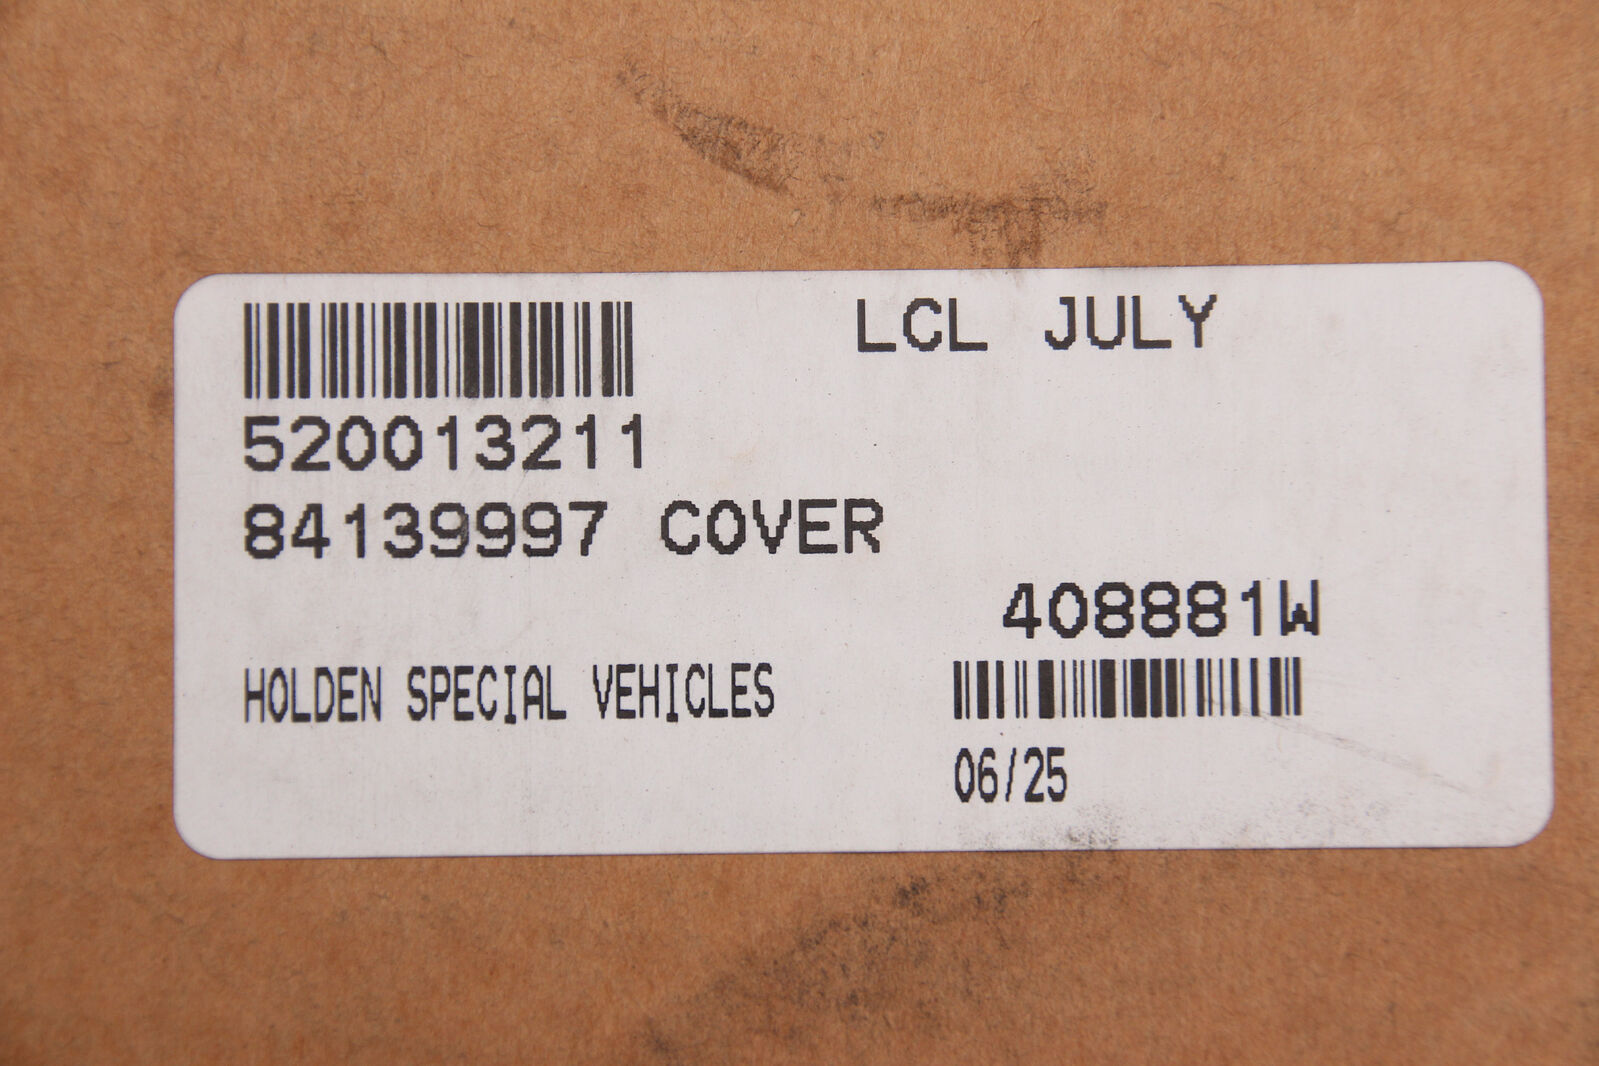 LCL JULY
520013211
84139997 COVER
408881W
HOLDEN SPECIAL VEHICLES
06/25